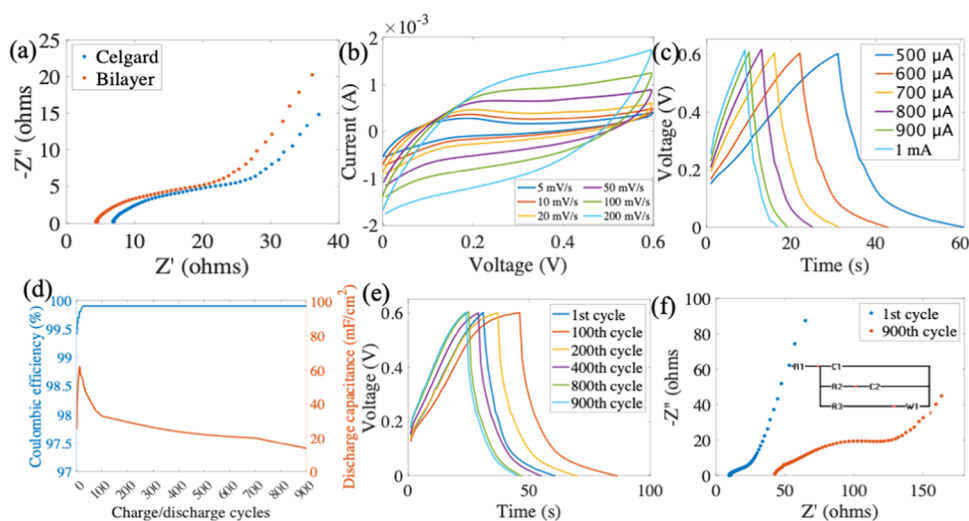 (a)
Celgard
Bilayer
25
20
15
10
5
0
0 10 20 30 40
-Z" (ohms)
Z' (ohms)
(b)
×10⁻³
2
1
0
-1
-2
0 0.2 0.4 0.6
Current (A)
Voltage (V)
5 mV/s
10 mV/s
20 mV/s
50 mV/s
100 mV/s
200 mV/s
(c)
0.6
0.4
0.2
0
0 20 40 60
Voltage (V)
Time (s)
500 µA
600 µA
700 µA
800 µA
900 µA
1 mA
(d)
100
99.5
99
98.5
98
97.5
97
Coulombic efficiency (%)
100
80
60
40
20
0
Discharge capacitance (mF/cm²)
0 100 200 300 400 500 600 700 800 900
Charge/discharge cycles
(e)
0.6
0.4
0.2
0
0 50 100
Voltage (V)
Time (s)
1st cycle
100th cycle
200th cycle
400th cycle
800th cycle
900th cycle
(f)
100
80
60
40
20
0
0 50 100 150
-Z" (ohms)
Z' (ohms)
1st cycle
900th cycle
R1 C1
R2 C2
R3 W1